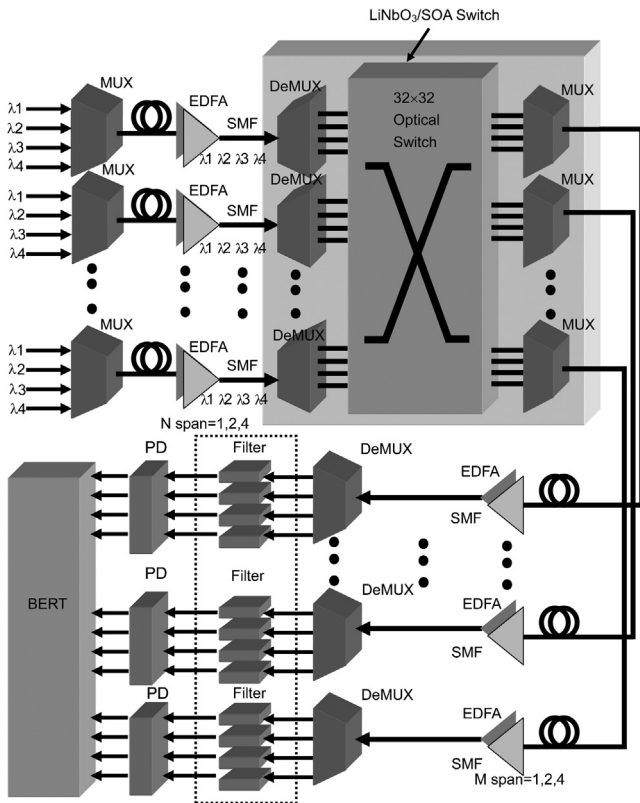 LiNbO₃/SOA Switch
MUX
EDFA
DeMUX
32×32
Optical
Switch
MUX
λ1
λ2
λ3
λ4
SMF
λ1 λ2 λ3 λ4
MUX
EDFA
DeMUX
MUX
λ1
λ2
λ3
λ4
SMF
λ1 λ2 λ3 λ4
MUX
EDFA
DeMUX
MUX
λ1
λ2
λ3
λ4
SMF
λ1 λ2 λ3 λ4
N span=1,2,4
PD
Filter
DeMUX
EDFA
SMF
BERT
PD
Filter
DeMUX
EDFA
SMF
PD
Filter
DeMUX
EDFA
SMF
M span=1,2,4